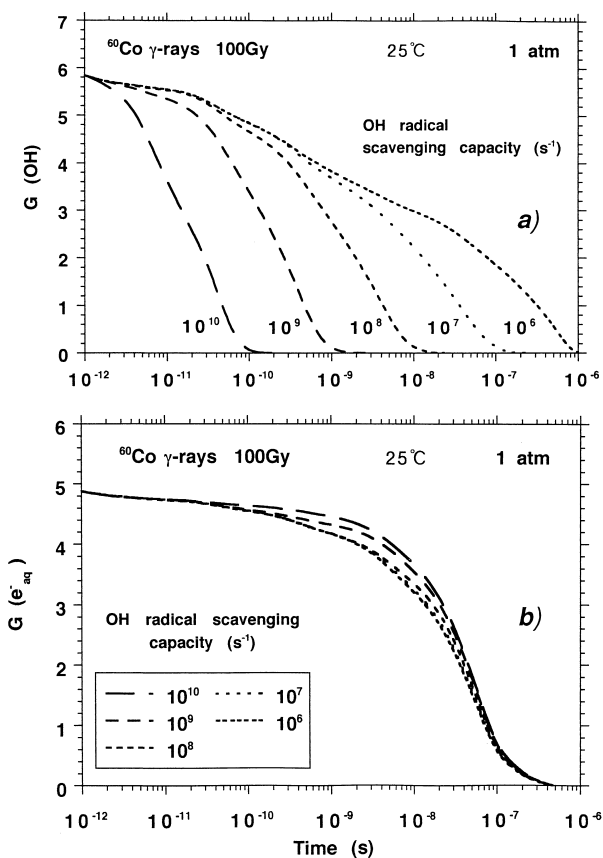 ⁶⁰Co γ-rays 100Gy 25℃ 1 atm
OH radical
scavenging capacity (s⁻¹)
a)
G (OH)
7
6
5
4
3
2
1
0
10¹⁰ 10⁹ 10⁸ 10⁷ 10⁶
10⁻¹² 10⁻¹¹ 10⁻¹⁰ 10⁻⁹ 10⁻⁸ 10⁻⁷ 10⁻⁶
⁶⁰Co γ-rays 100Gy 25℃ 1 atm
G (e⁻aq)
6
5
4
3
2
1
0
b)
OH radical scavenging
capacity (s⁻¹)
10¹⁰ 10⁷
10⁹ 10⁶
10⁸
10⁻¹² 10⁻¹¹ 10⁻¹⁰ 10⁻⁹ 10⁻⁸ 10⁻⁷ 10⁻⁶
Time (s)